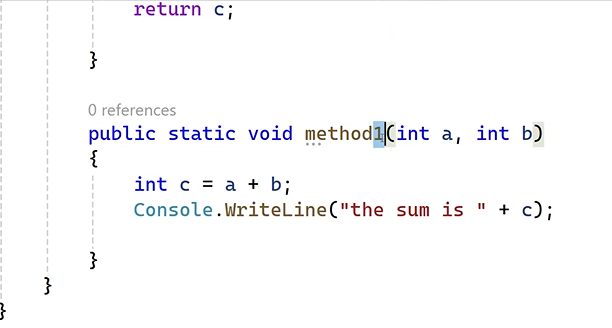 return c;
}
0 references
public static void method1(int a, int b)
{
int c = a + b;
Console.WriteLine("the sum is " + c);
}
}
}